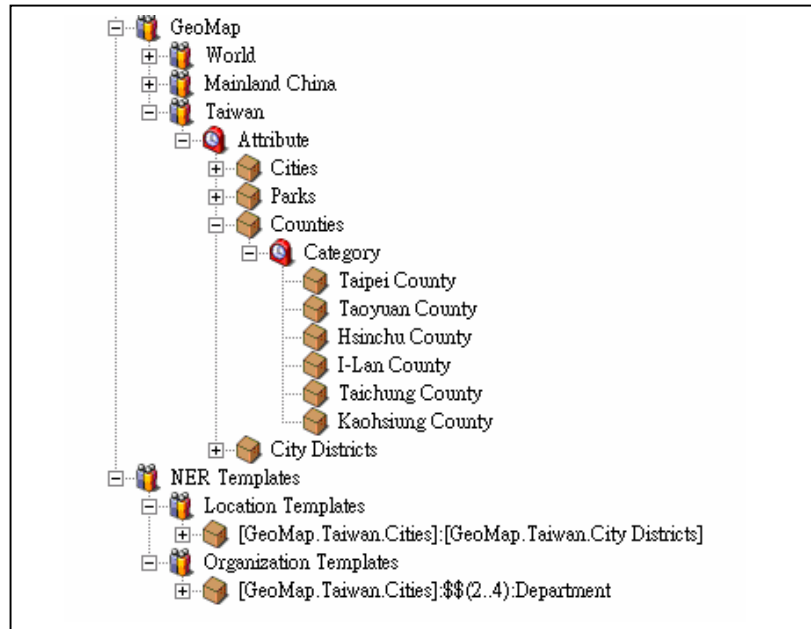 GeoMap
World
Mainland China
Taiwan
Attribute
Cities
Parks
Counties
Category
Taipei County
Taoyuan County
Hsinchu County
I-Lan County
Taichung County
Kaohsiung County
City Districts
NER Templates
Location Templates
[GeoMap.Taiwan.Cities]:[GeoMap.Taiwan.City Districts]
Organization Templates
[GeoMap.Taiwan.Cities]:$$(2..4):Department